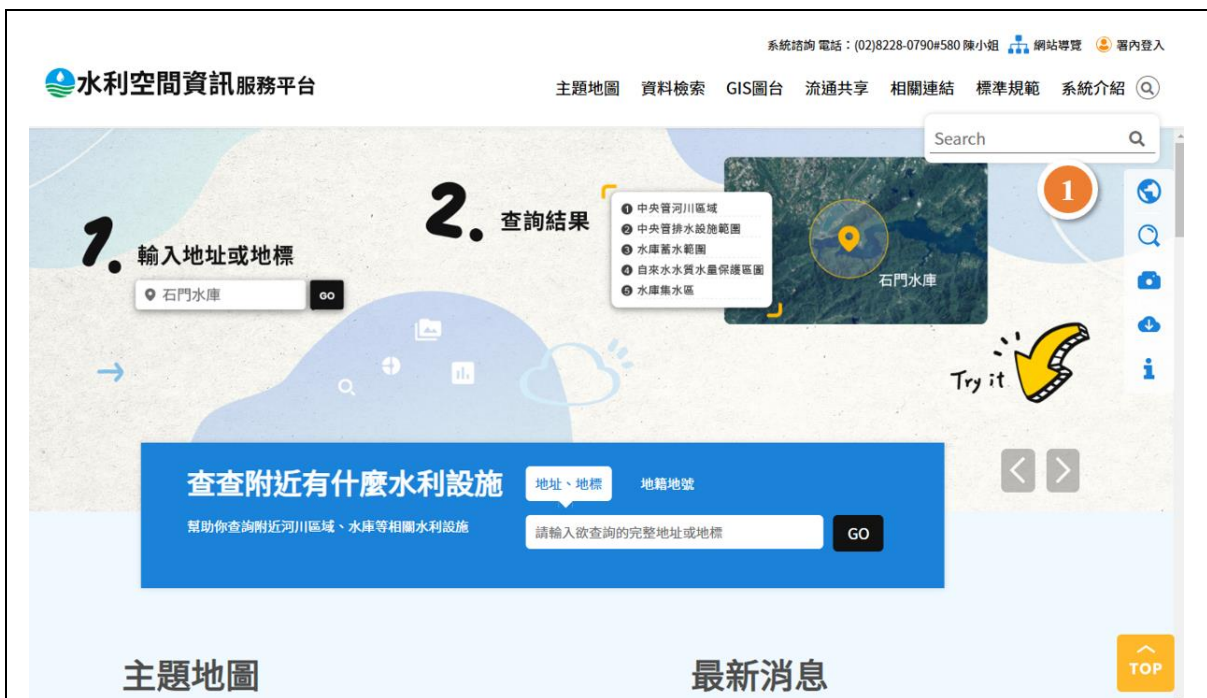 系統諮詢 電話：(02)8228-0790#580 陳小姐 網站導覽 署內登入
水利空間資訊服務平台
主題地圖 資料檢索 GIS圖台 流通共享 相關連結 標準規範 系統介紹
Search
1
1. 輸入地址或地標
石門水庫 GO
2. 查詢結果
❶ 中央管河川區域
❷ 中央管排水設施範圍
❸ 水庫蓄水範圍
❹ 自來水水質水量保護區圖
❺ 水庫集水區
石門水庫
Try it
查查附近有什麼水利設施
幫助你查詢附近河川區域、水庫等相關水利設施
地址、地標 地籍地號
請輸入欲查詢的完整地址或地標 GO
主題地圖 最新消息
TOP